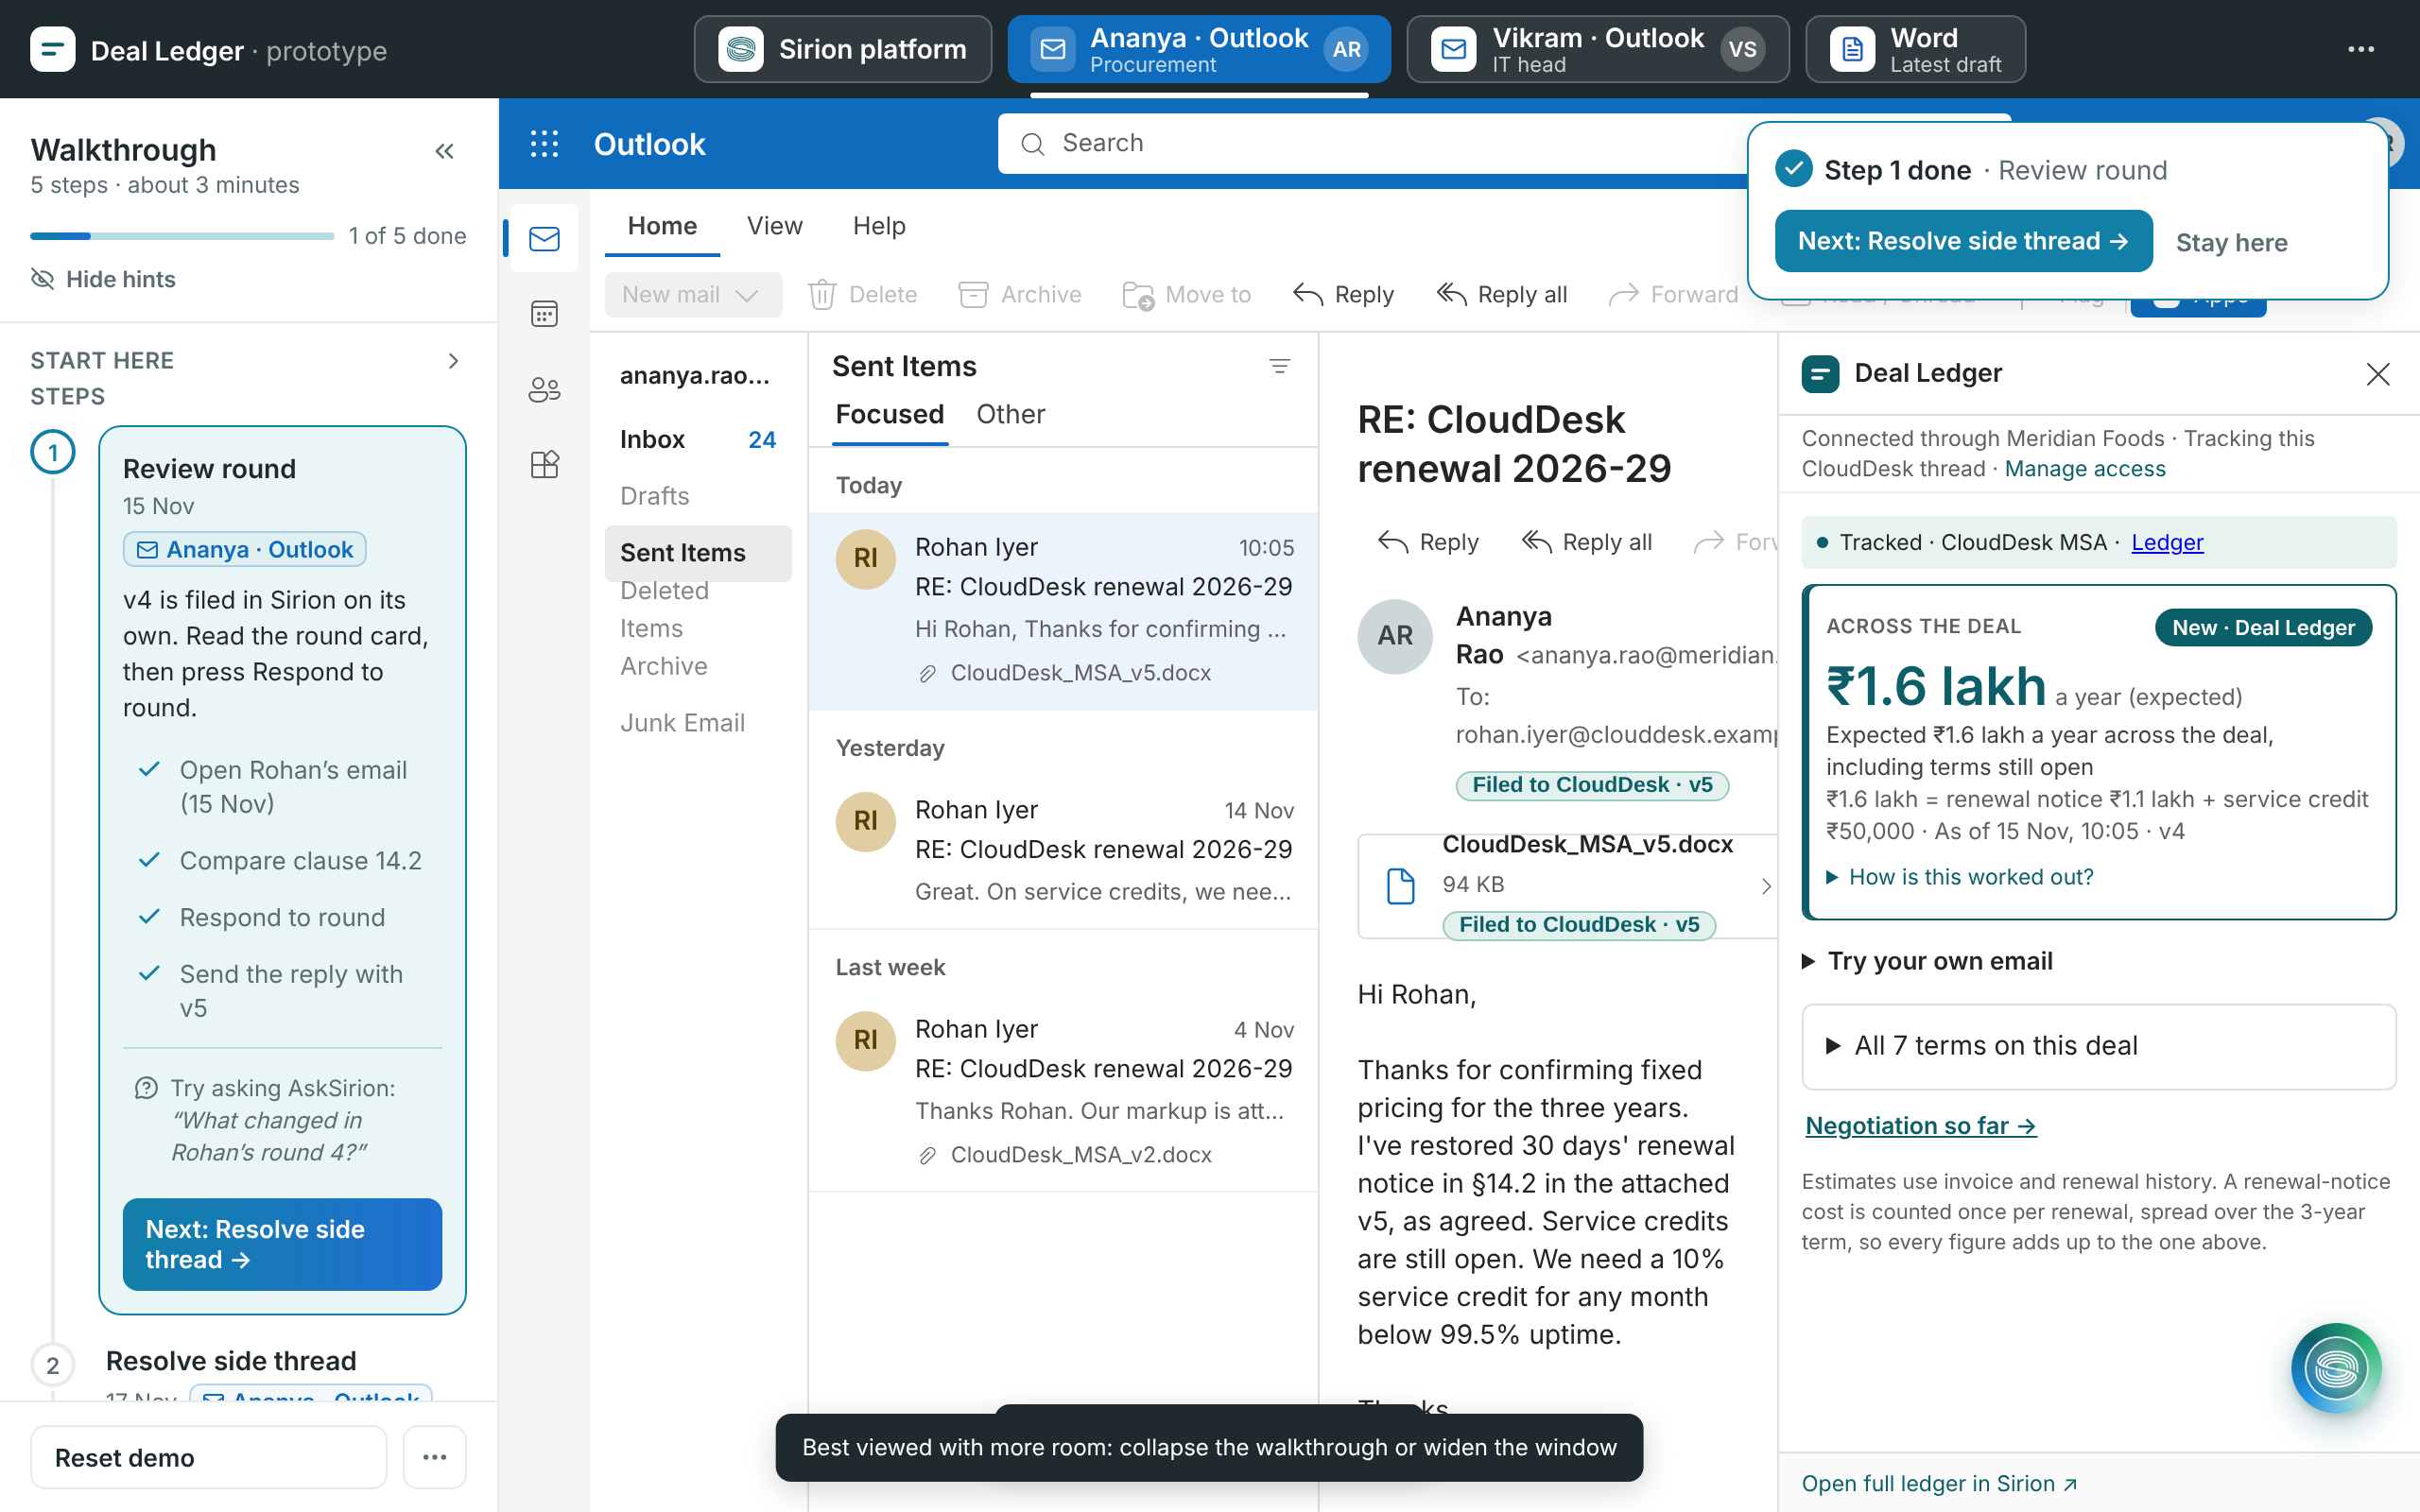 Deal Ledger · prototype
Sirion platform
Ananya · Outlook
Procurement
AR
Vikram · Outlook
IT head
VS
Word
Latest draft
Walkthrough
5 steps · about 3 minutes
1 of 5 done
Hide hints
START HERE
STEPS
1
Review round
15 Nov
Ananya · Outlook
v4 is filed in Sirion on its
own. Read the round card,
then press Respond to
round.
Open Rohan’s email
(15 Nov)
Compare clause 14.2
Respond to round
Send the reply with
v5
Try asking AskSirion:
“What changed in
Rohan’s round 4?”
Next: Resolve side
thread →
2
Resolve side thread
17 Nov
Ananya · Outlook
Reset demo
Outlook
Search
Step 1 done · Review round
Next: Resolve side thread →
Stay here
Home
View
Help
New mail
Delete
Archive
Move to
Reply
Reply all
Forward
Apps
ananya.rao...
Inbox 24
Drafts
Sent Items
Deleted
Items
Archive
Junk Email
Sent Items
Focused
Other
Today
RI
Rohan Iyer 10:05
RE: CloudDesk renewal 2026-29
Hi Rohan, Thanks for confirming ...
CloudDesk_MSA_v5.docx
Yesterday
RI
Rohan Iyer 14 Nov
RE: CloudDesk renewal 2026-29
Great. On service credits, we nee...
Last week
RI
Rohan Iyer 4 Nov
RE: CloudDesk renewal 2026-29
Thanks Rohan. Our markup is att...
CloudDesk_MSA_v2.docx
RE: CloudDesk
renewal 2026-29
Reply
Reply all
Forw
AR
Ananya
Rao <ananya.rao@meridian.
To:
rohan.iyer@clouddesk.examp
Filed to CloudDesk · v5
CloudDesk_MSA_v5.docx
94 KB
Filed to CloudDesk · v5
Hi Rohan,
Thanks for confirming fixed
pricing for the three years.
I've restored 30 days' renewal
notice in §14.2 in the attached
v5, as agreed. Service credits
are still open. We need a 10%
service credit for any month
below 99.5% uptime.
Best viewed with more room: collapse the walkthrough or widen the window
Deal Ledger
Connected through Meridian Foods · Tracking this
CloudDesk thread · Manage access
Tracked · CloudDesk MSA · Ledger
ACROSS THE DEAL
New · Deal Ledger
₹1.6 lakh a year (expected)
Expected ₹1.6 lakh a year across the deal,
including terms still open
₹1.6 lakh = renewal notice ₹1.1 lakh + service credit
₹50,000 · As of 15 Nov, 10:05 · v4
How is this worked out?
Try your own email
All 7 terms on this deal
Negotiation so far →
Estimates use invoice and renewal history. A renewal-notice
cost is counted once per renewal, spread over the 3-year
term, so every figure adds up to the one above.
Open full ledger in Sirion ↗